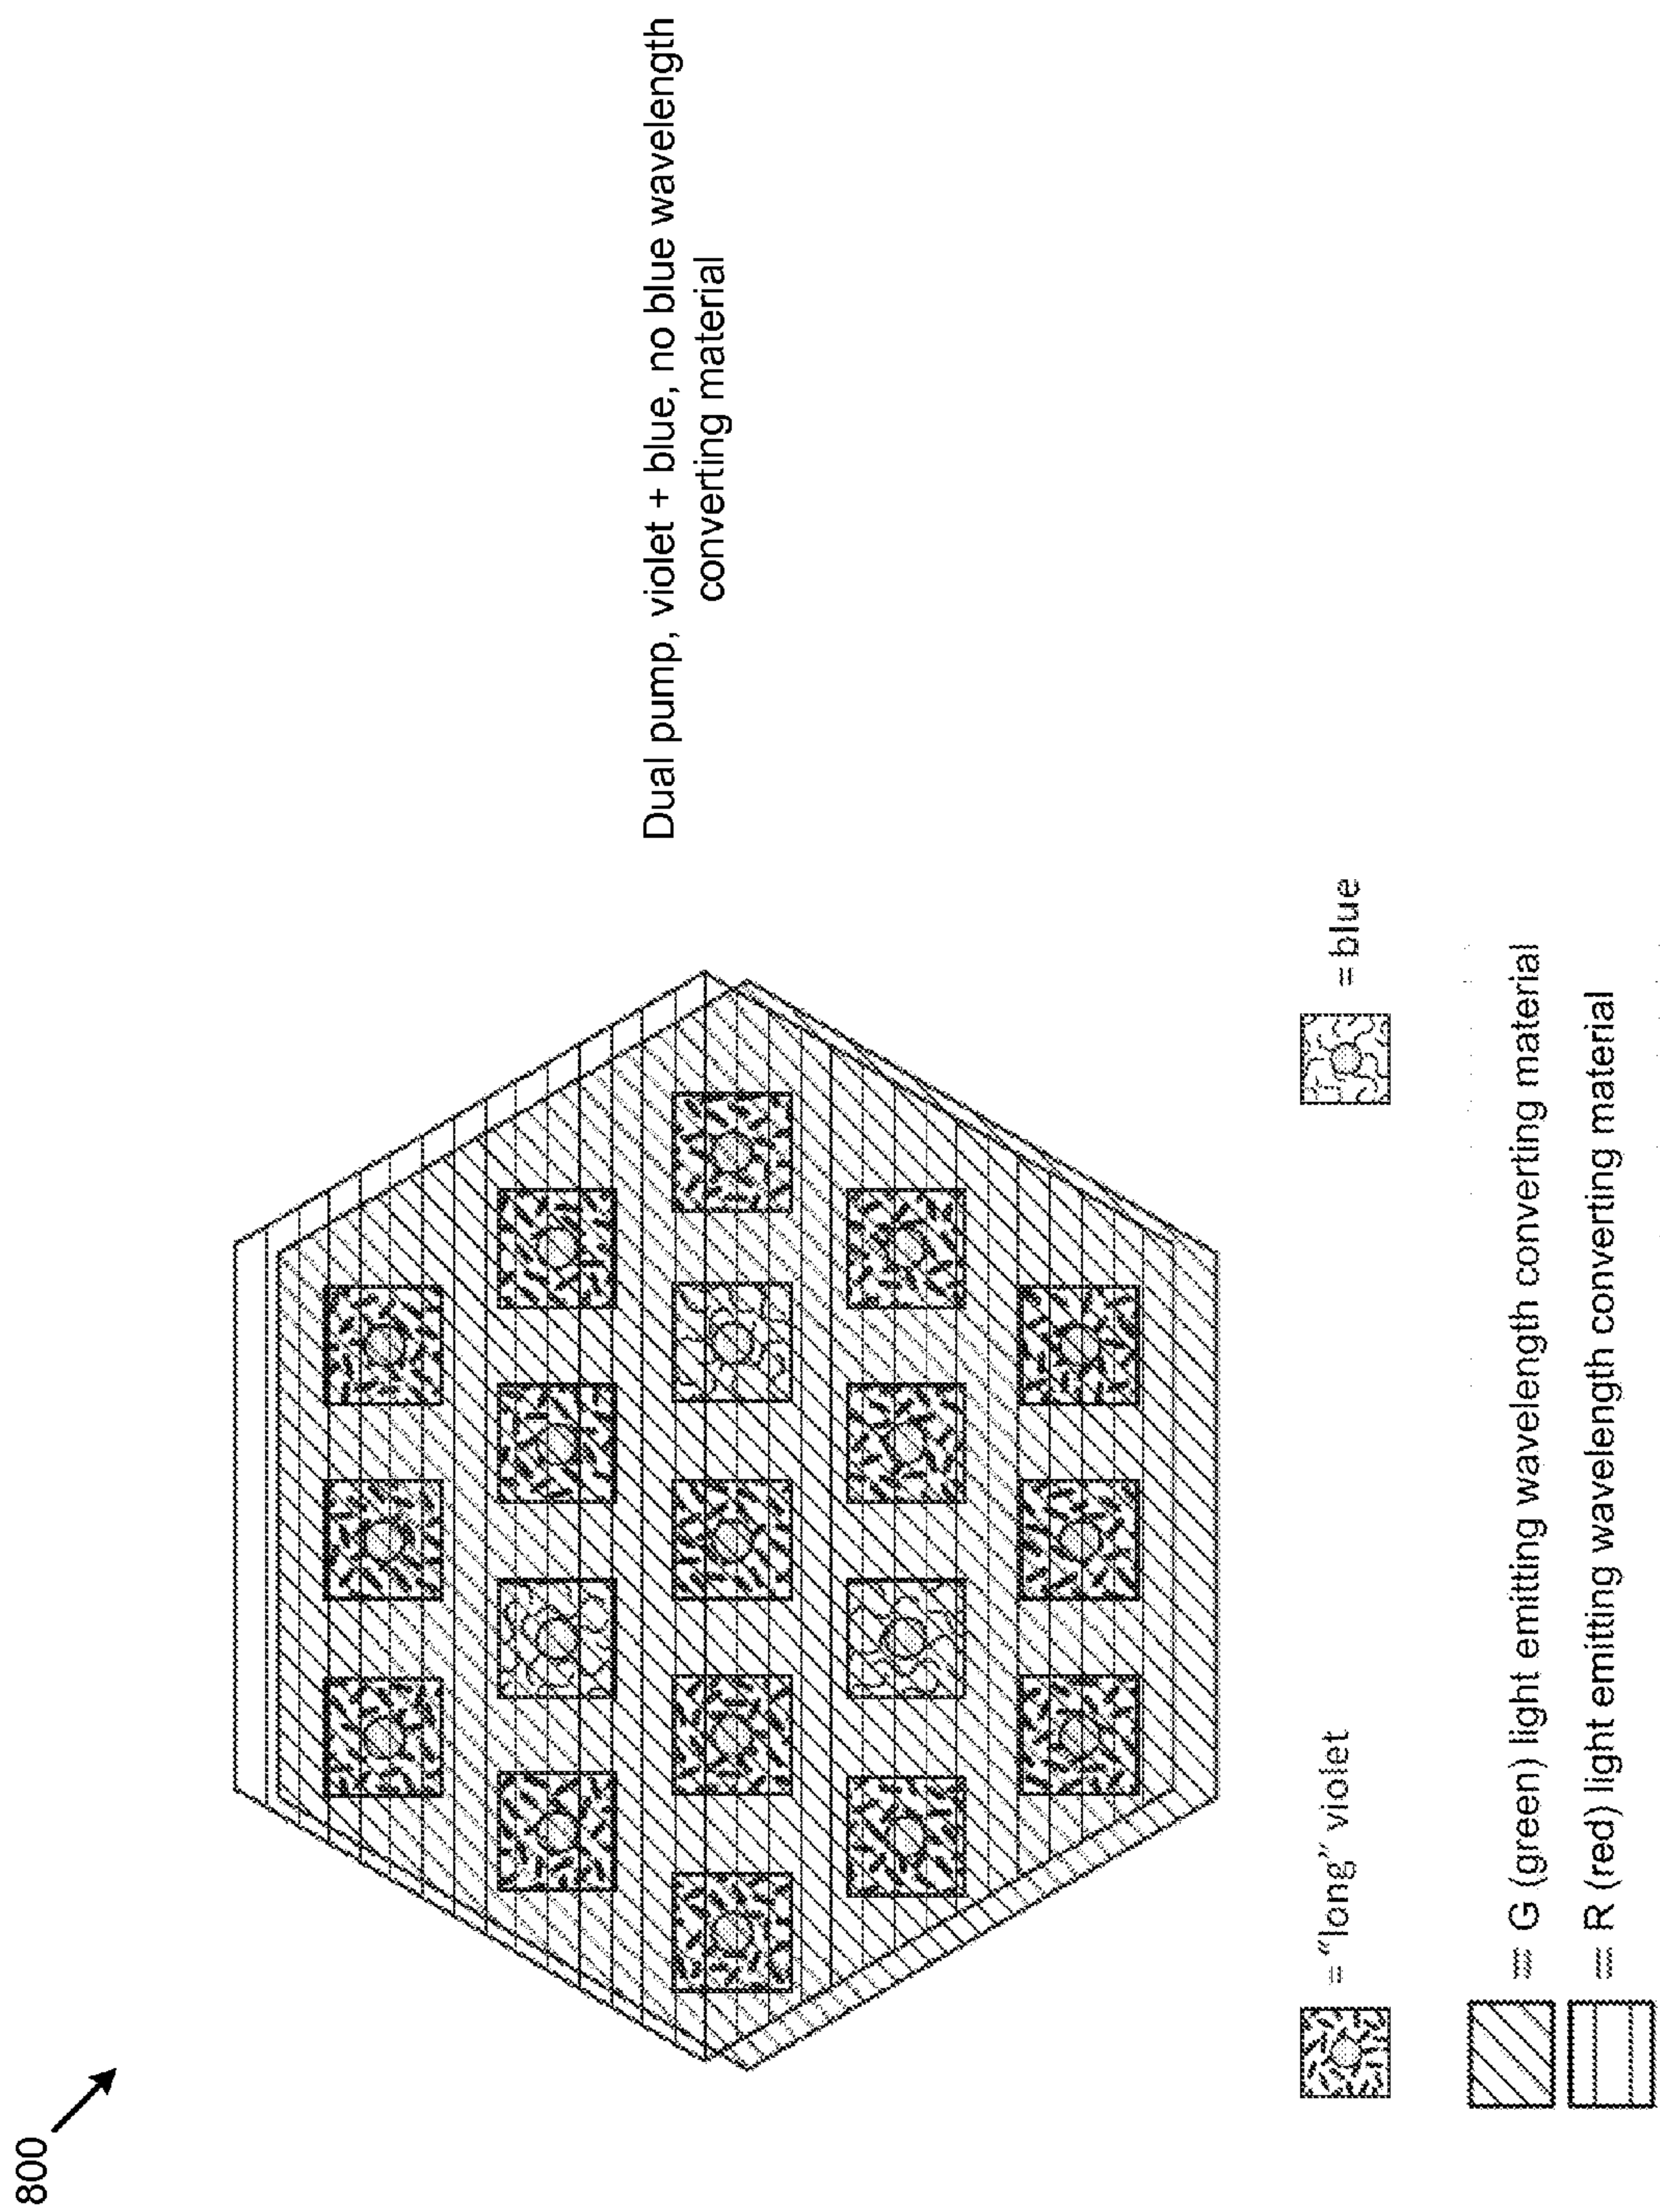 800
Dual pump, violet + blue, no blue wavelength
converting material
= "long" violet
= blue
= G (green) light emitting wavelength converting material
= R (red) light emitting wavelength converting material